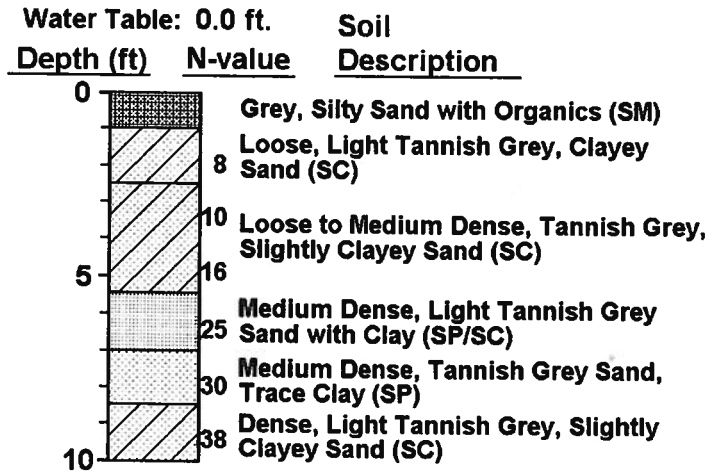 Water Table: 0.0 ft.
Soil
Depth (ft) N-value Description
0
Grey, Silty Sand with Organics (SM)
Loose, Light Tannish Grey, Clayey
8 Sand (SC)
10
Loose to Medium Dense, Tannish Grey,
Slightly Clayey Sand (SC)
5 16
Medium Dense, Light Tannish Grey
25 Sand with Clay (SP/SC)
Medium Dense, Tannish Grey Sand,
30 Trace Clay (SP)
Dense, Light Tannish Grey, Slightly
38 Clayey Sand (SC)
10